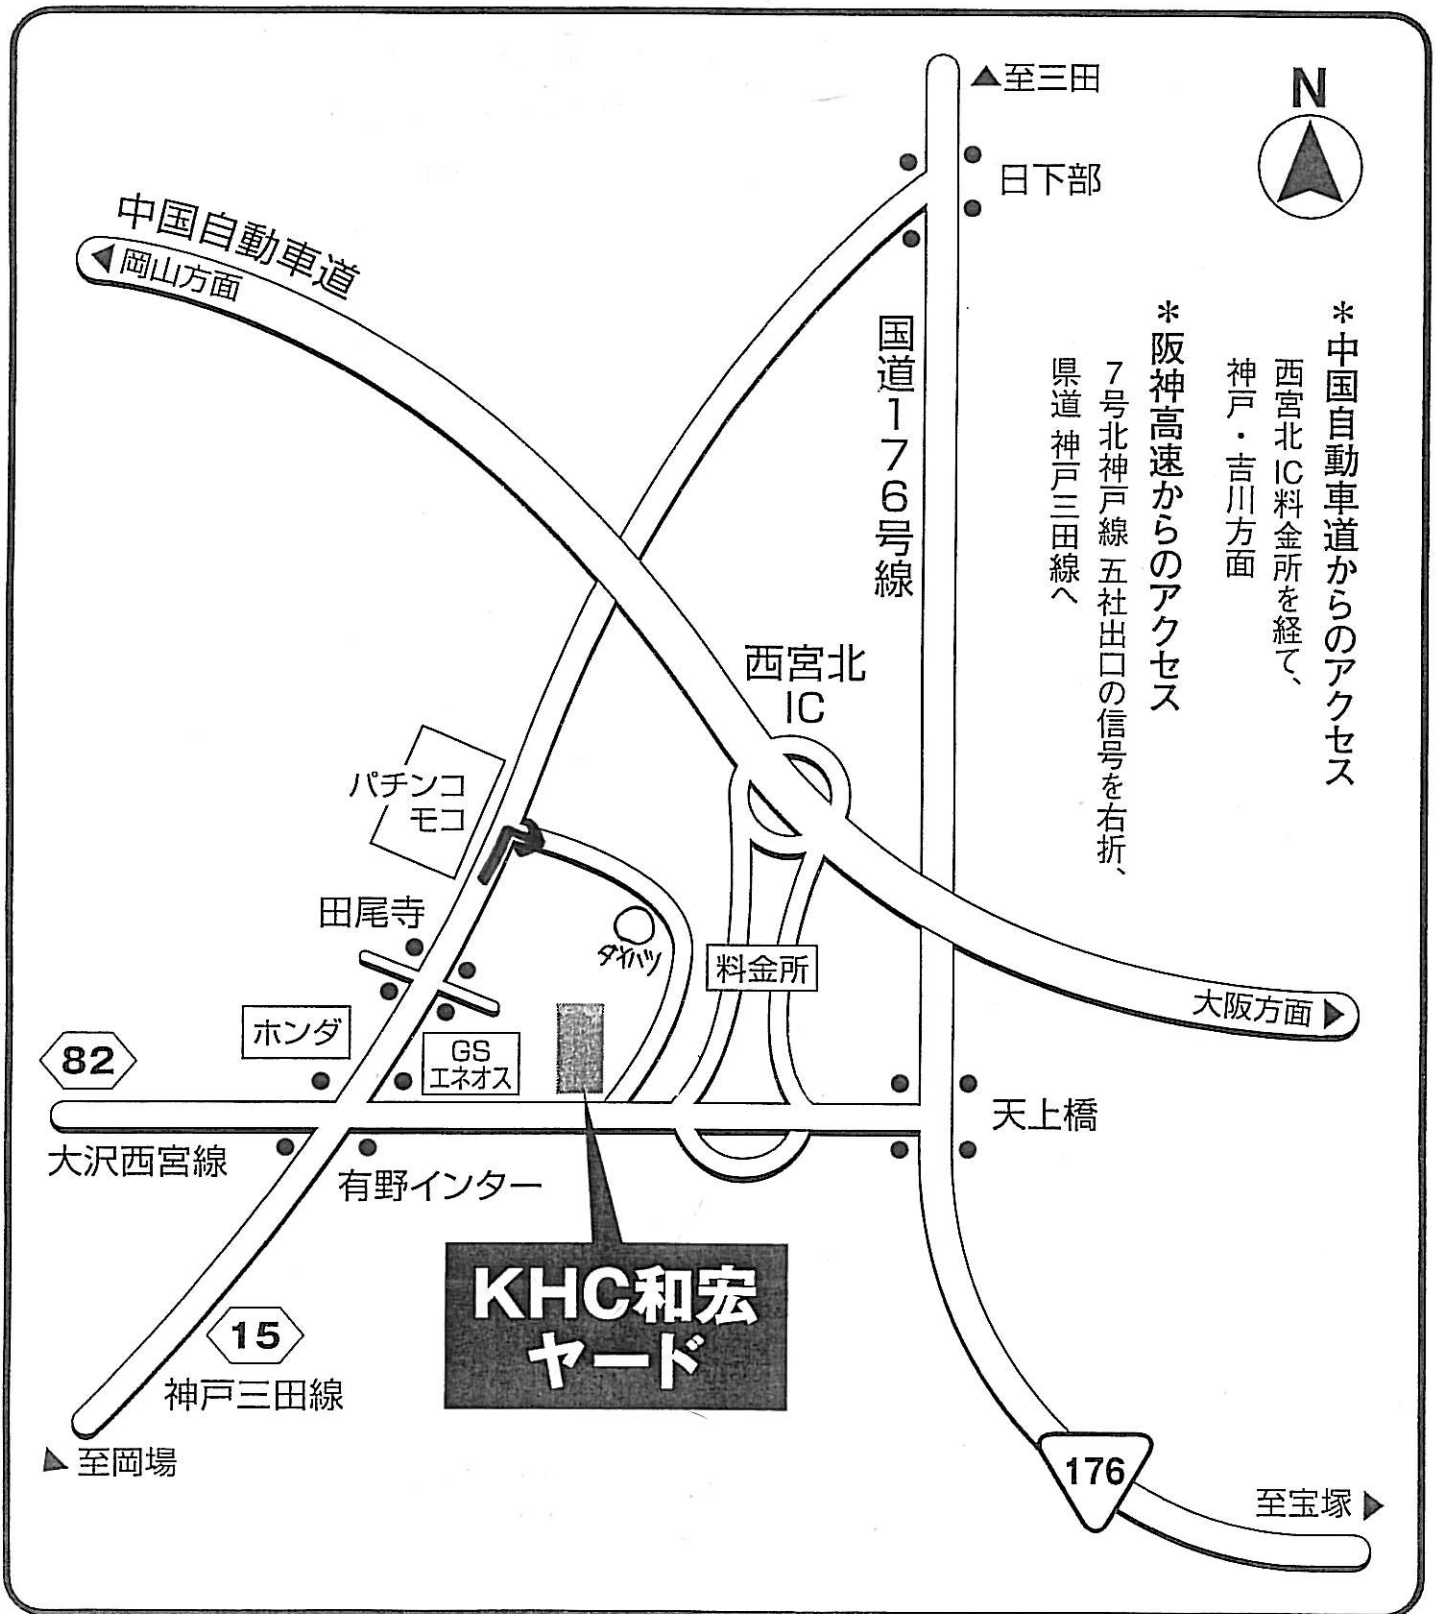 ▲至三田
N
日下部
中国自動車道
◀岡山方面
国道176号線
＊中国自動車道からのアクセス
西宮北IC料金所を経て、
神戸・吉川方面
＊阪神高速からのアクセス
7号北神戸線 五社出口の信号を右折、
県道 神戸三田線へ
西宮北
IC
パチンコ
モコ
田尾寺
ダイハツ
料金所
大阪方面▶
ホンダ
GS
エネオス
82
大沢西宮線
有野インター
天上橋
KHC和宏
ヤード
15
神戸三田線
至岡場
176
至宝塚▶